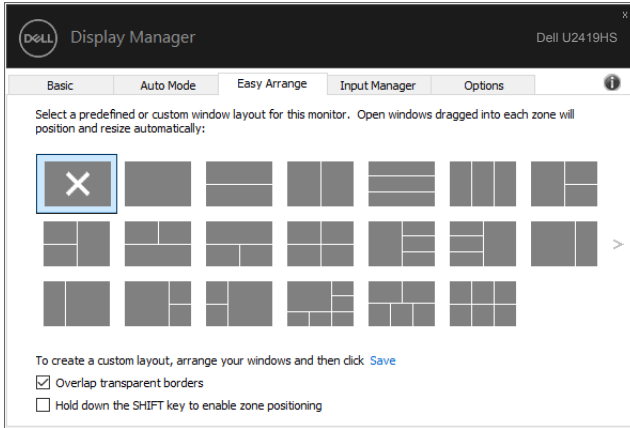 x
DELL Display Manager Dell U2419HS
Basic Auto Mode Easy Arrange Input Manager Options i
Select a predefined or custom window layout for this monitor. Open windows dragged into each zone will
position and resize automatically:
>
To create a custom layout, arrange your windows and then click Save
Overlap transparent borders
Hold down the SHIFT key to enable zone positioning